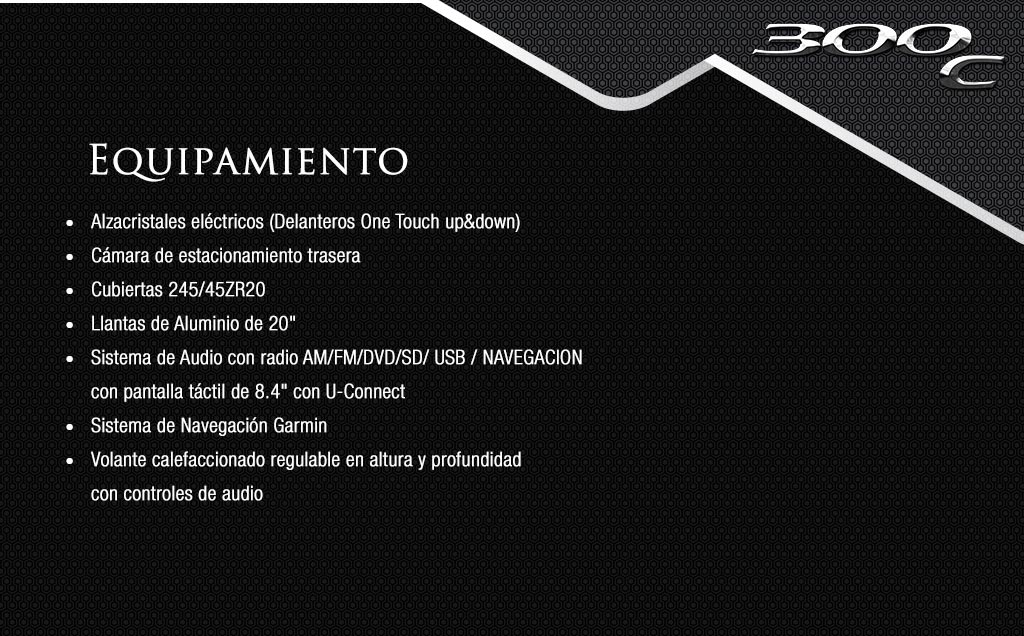 300
C
EQUIPAMIENTO
• Alzacristales eléctricos (Delanteros One Touch up&down)
• Cámara de estacionamiento trasera
• Cubiertas 245/45ZR20
• Llantas de Aluminio de 20"
• Sistema de Audio con radio AM/FM/DVD/SD/ USB / NAVEGACION
con pantalla táctil de 8.4" con U-Connect
• Sistema de Navegación Garmin
• Volante calefaccionado regulable en altura y profundidad
con controles de audio